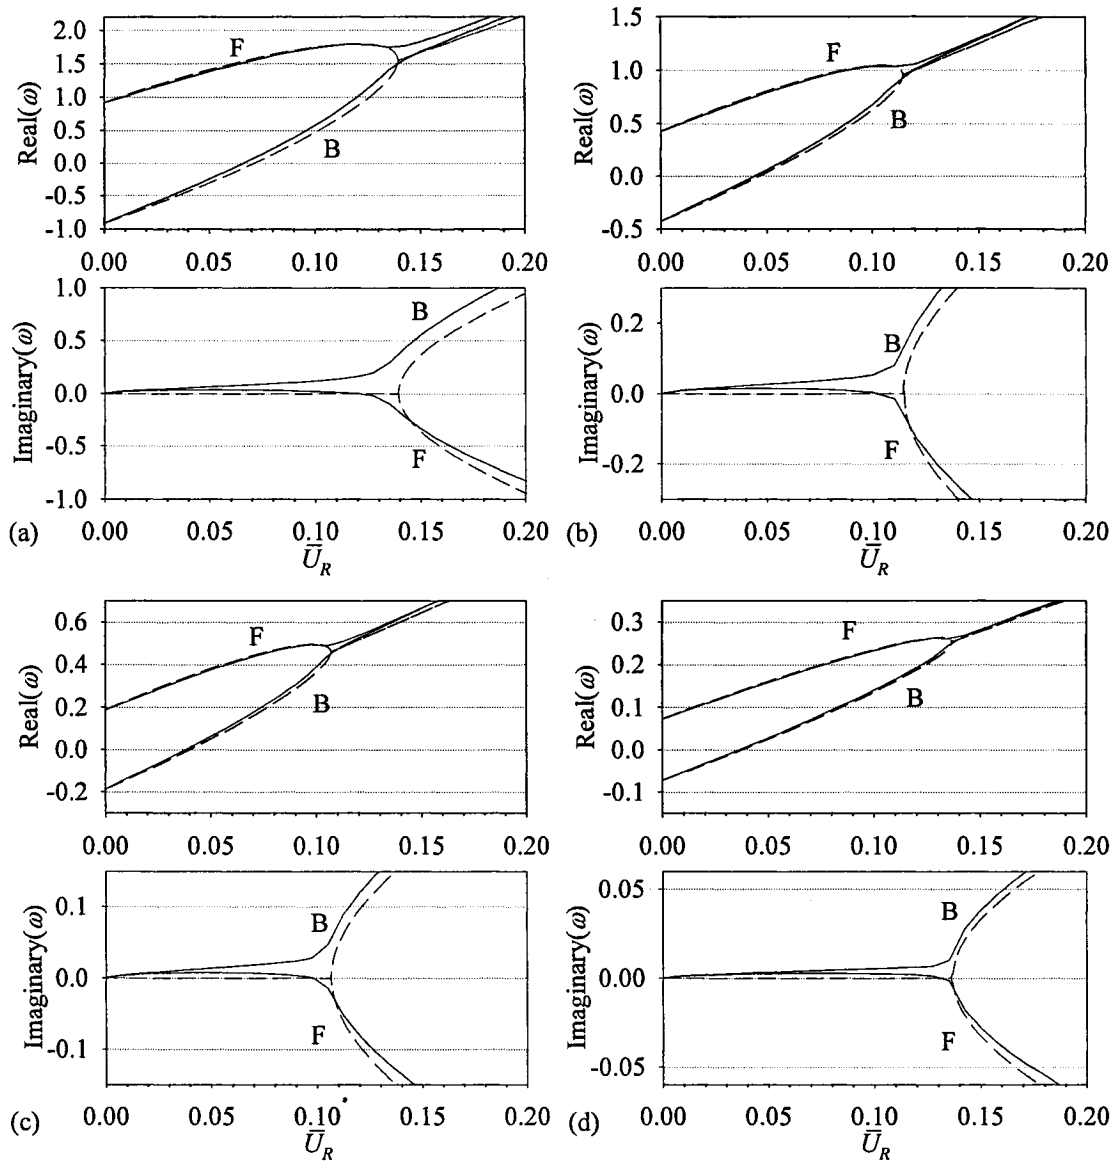 2.0
1.5
1.0
0.5
0.0
-0.5
-1.0
Real(ω)
F
B
0.00 0.05 0.10 0.15 0.20
1.0
0.5
0.0
-0.5
-1.0
Imaginary(ω)
B
F
(a) 0.00 0.05 0.10 0.15 0.20
U̅_R
1.5
1.0
0.5
0.0
-0.5
Real(ω)
F
B
0.00 0.05 0.10 0.15 0.20
0.2
0.0
-0.2
Imaginary(ω)
B
F
(b) 0.00 0.05 0.10 0.15 0.20
U̅_R
0.6
0.4
0.2
0.0
-0.2
Real(ω)
F
B
0.00 0.05 0.10 0.15 0.20
0.1
0.0
-0.1
Imaginary(ω)
B
F
(c) 0.00 0.05 0.10 0.15 0.20
U̅_R
0.3
0.2
0.1
0.0
-0.1
Real(ω)
F
B
0.00 0.05 0.10 0.15 0.20
0.05
0.00
-0.05
Imaginary(ω)
B
F
(d) 0.00 0.05 0.10 0.15 0.20
U̅_R